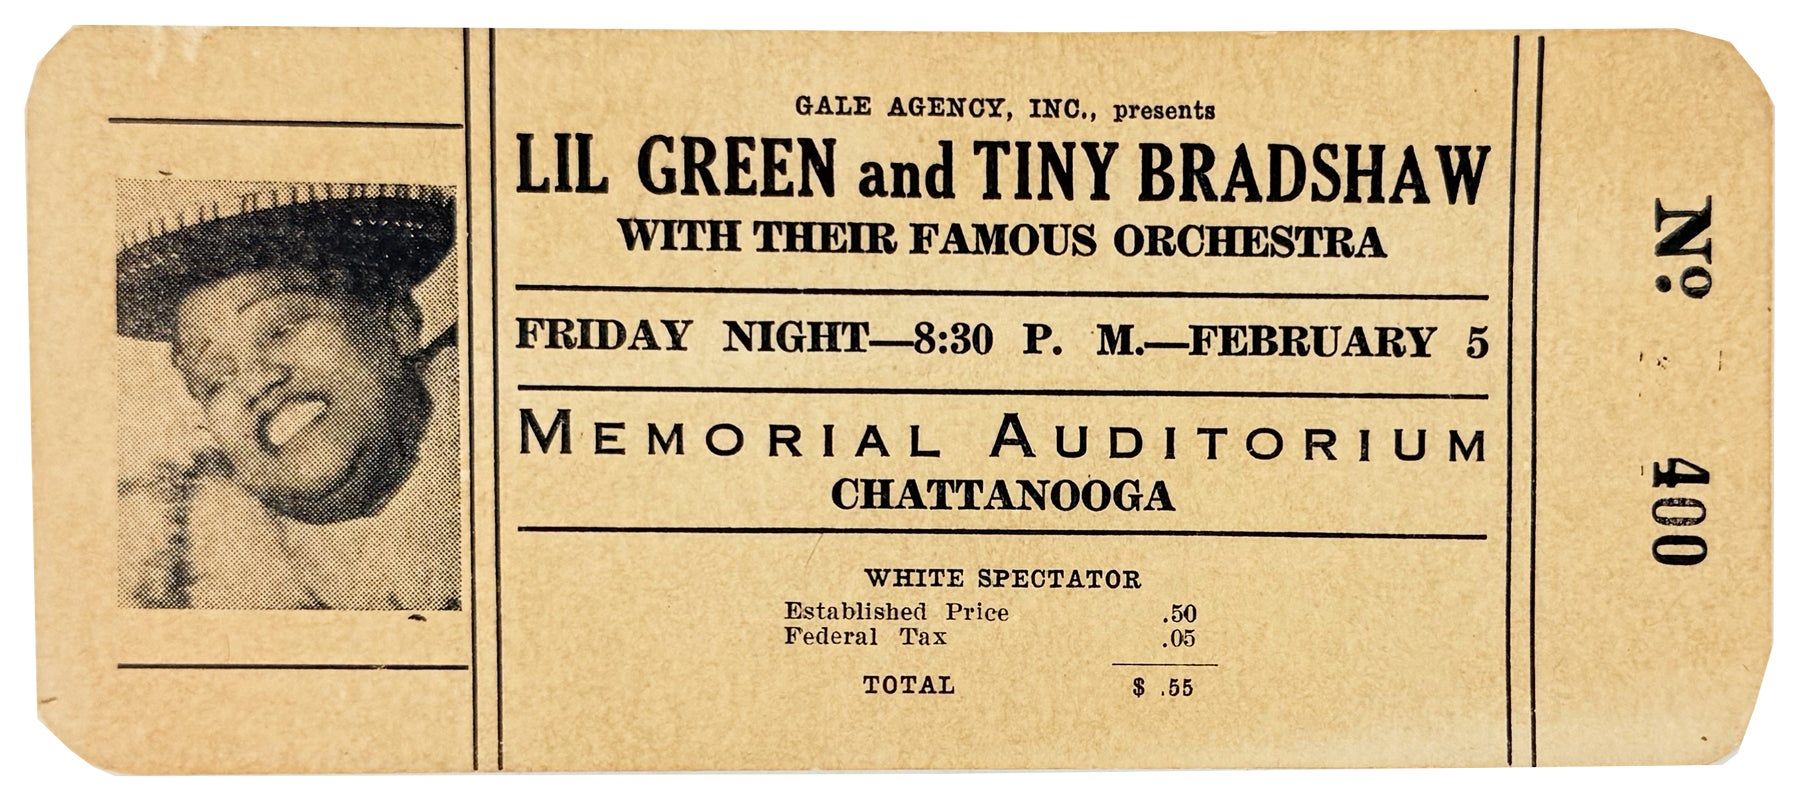 GALE AGENCY, INC., presents
LIL GREEN and TINY BRADSHAW
WITH THEIR FAMOUS ORCHESTRA
FRIDAY NIGHT—8:30 P. M.—FEBRUARY 5
MEMORIAL AUDITORIUM
CHATTANOOGA
WHITE SPECTATOR
Established Price .50
Federal Tax .05
TOTAL $ .55
Nº 400